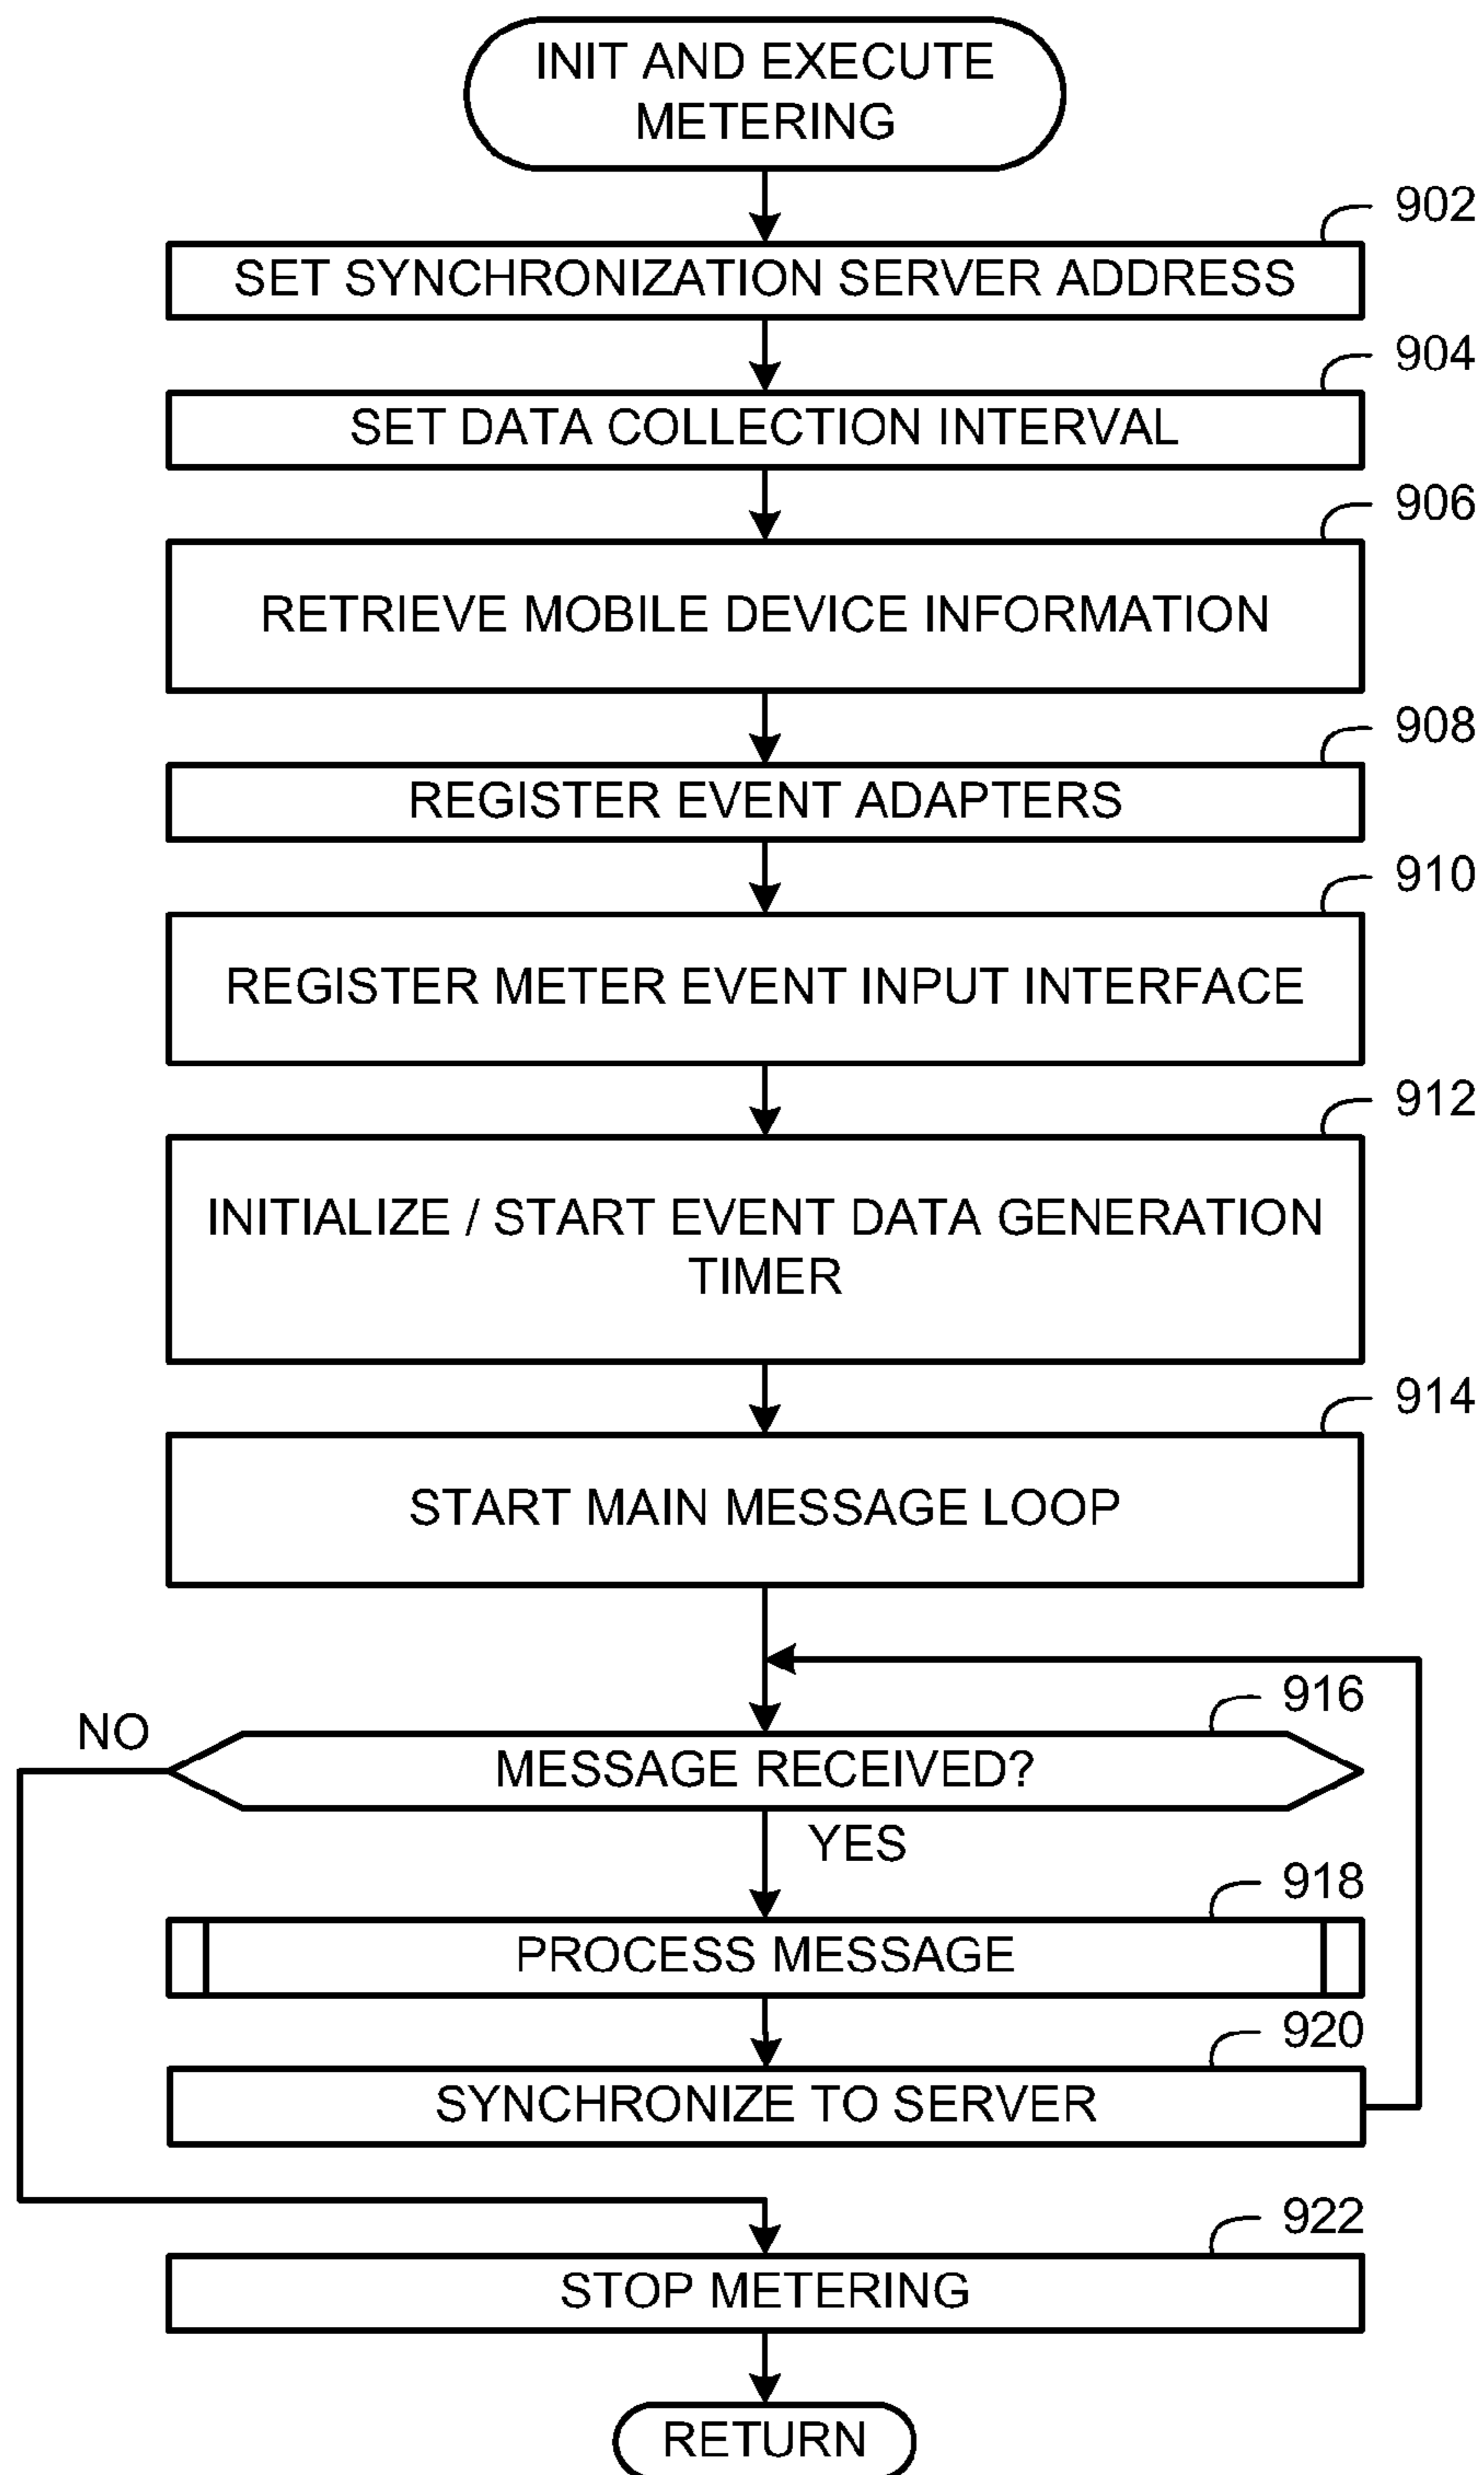 INIT AND EXECUTE
METERING
902
SET SYNCHRONIZATION SERVER ADDRESS
904
SET DATA COLLECTION INTERVAL
906
RETRIEVE MOBILE DEVICE INFORMATION
908
REGISTER EVENT ADAPTERS
910
REGISTER METER EVENT INPUT INTERFACE
912
INITIALIZE / START EVENT DATA GENERATION
TIMER
914
START MAIN MESSAGE LOOP
916
NO
MESSAGE RECEIVED?
YES
918
PROCESS MESSAGE
920
SYNCHRONIZE TO SERVER
922
STOP METERING
RETURN